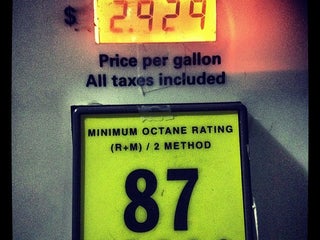 $ 2.929
Price per gallon
All taxes included
MINIMUM OCTANE RATING
(R+M) / 2 METHOD
87